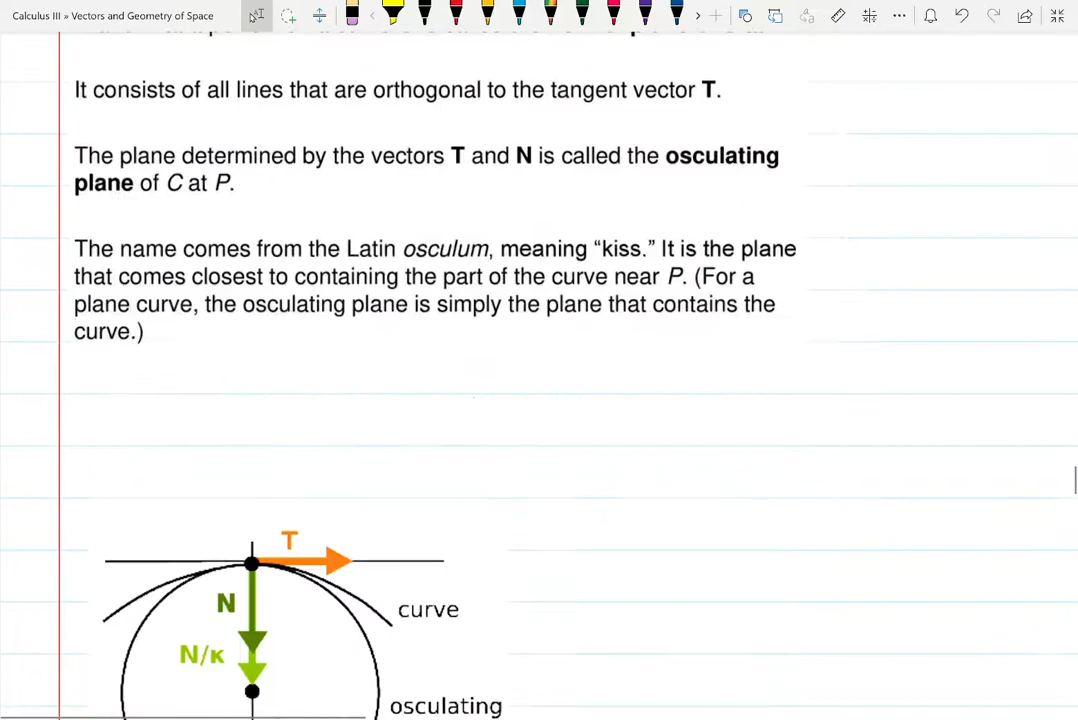 Calculus III » Vectors and Geometry of Space
It consists of all lines that are orthogonal to the tangent vector T.
The plane determined by the vectors T and N is called the osculating
plane of C at P.
The name comes from the Latin osculum, meaning “kiss.” It is the plane
that comes closest to containing the part of the curve near P. (For a
plane curve, the osculating plane is simply the plane that contains the
curve.)
T
N
curve
N/κ
osculating